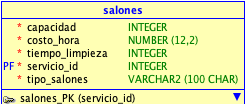 salones
* capacidad INTEGER
* costo_hora NUMBER (12,2)
* tiempo_limpieza INTEGER
PF * servicio_id INTEGER
* tipo_salones VARCHAR2 (100 CHAR)
salones_PK (servicio_id)